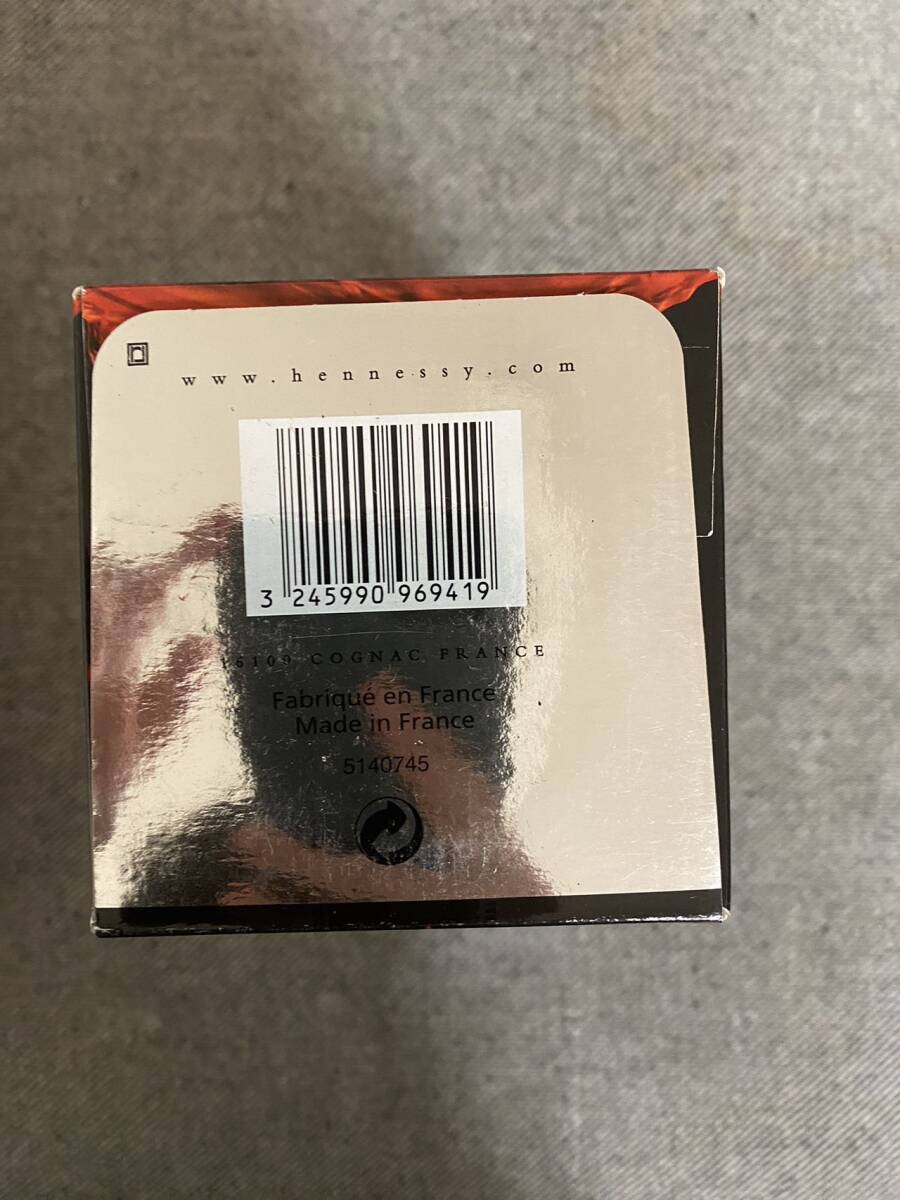 www.hennessy.com
3 245990 969419
16100 COGNAC FRANCE
Fabriqué en France
Made in France
5140745